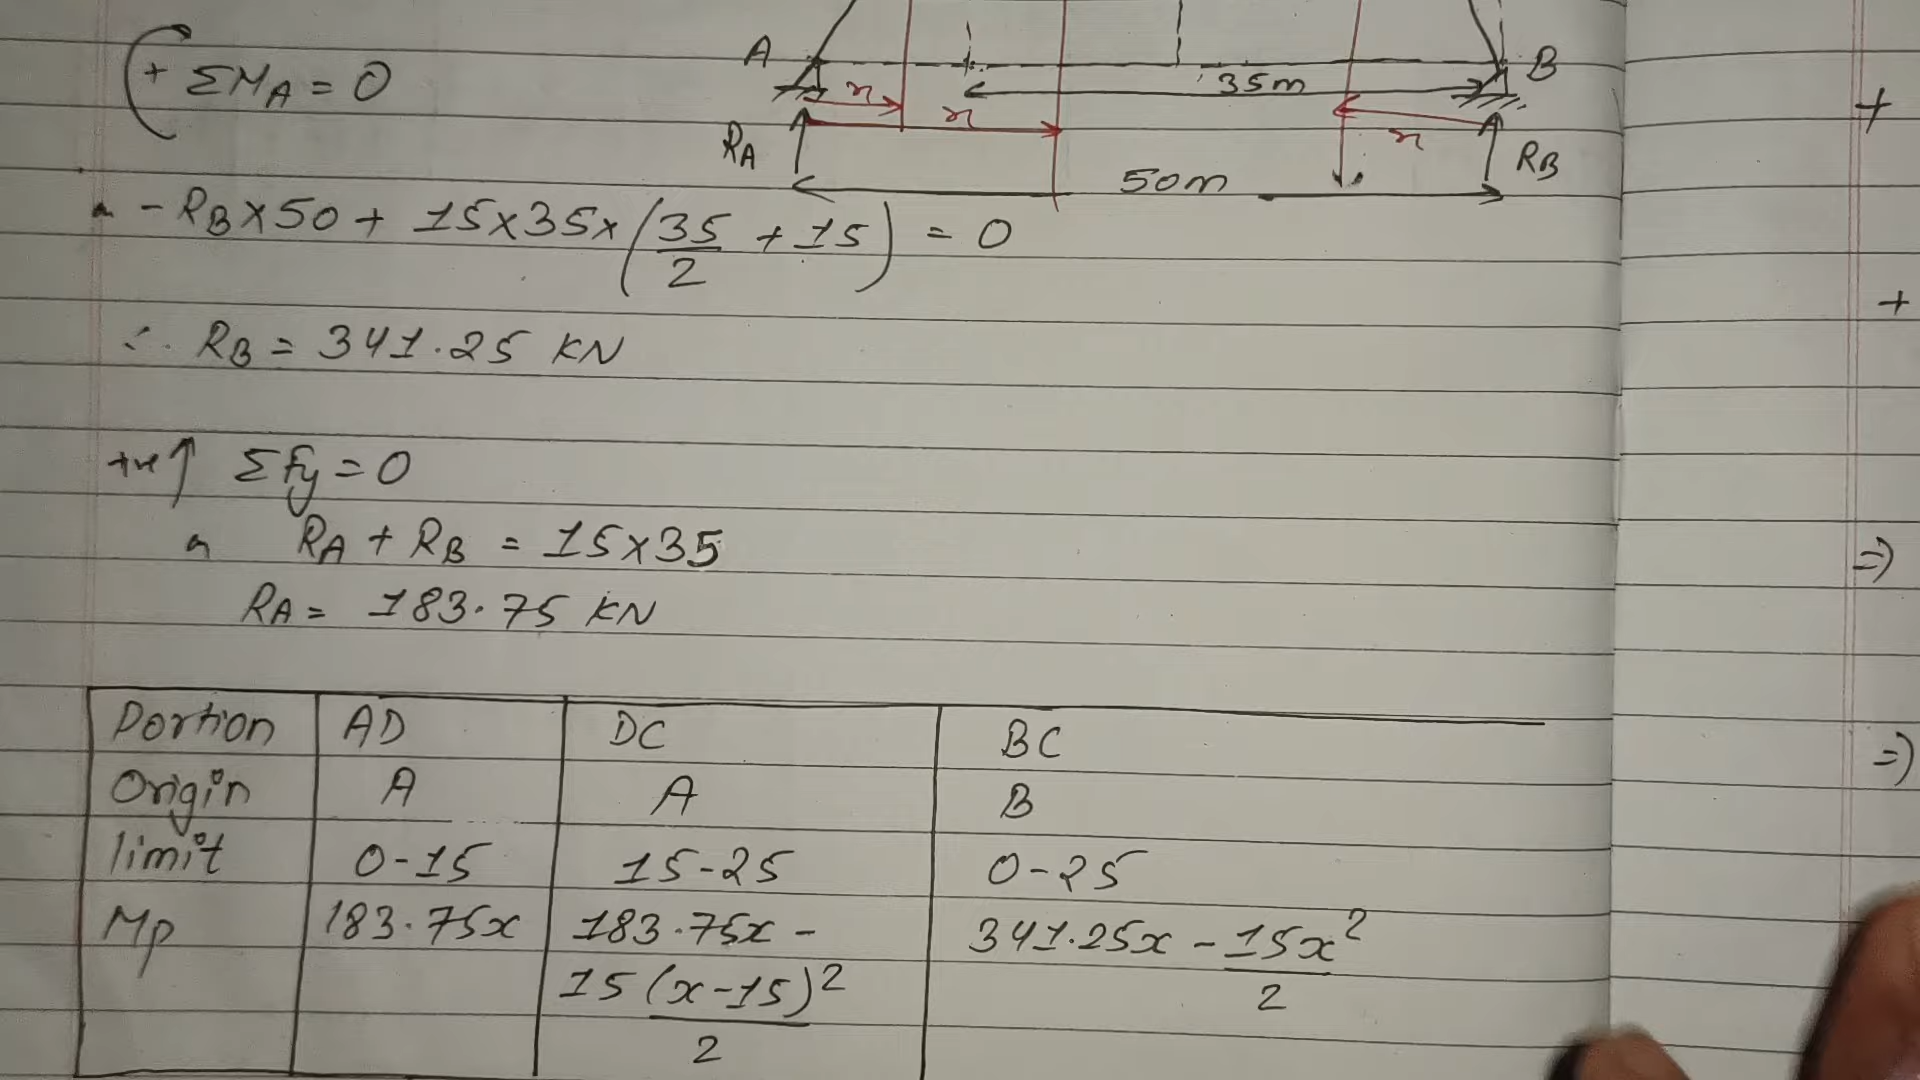 A
35m
B
+ ΣMA = 0
x
x
x
RA
50m
RB
- RB×50 + 15×35×(35/2 + 15) = 0
∴ RB = 341.25 KN
+ve↑ ΣFy = 0
RA + RB = 15×35
RA = 183.75 KN
Portion AD DC BC
Origin A A B
limit 0-15 15-25 0-25
Mp 183.75x 183.75x - 15(x-15)²/2 341.25x - 15x²/2
+
+
=)
=)